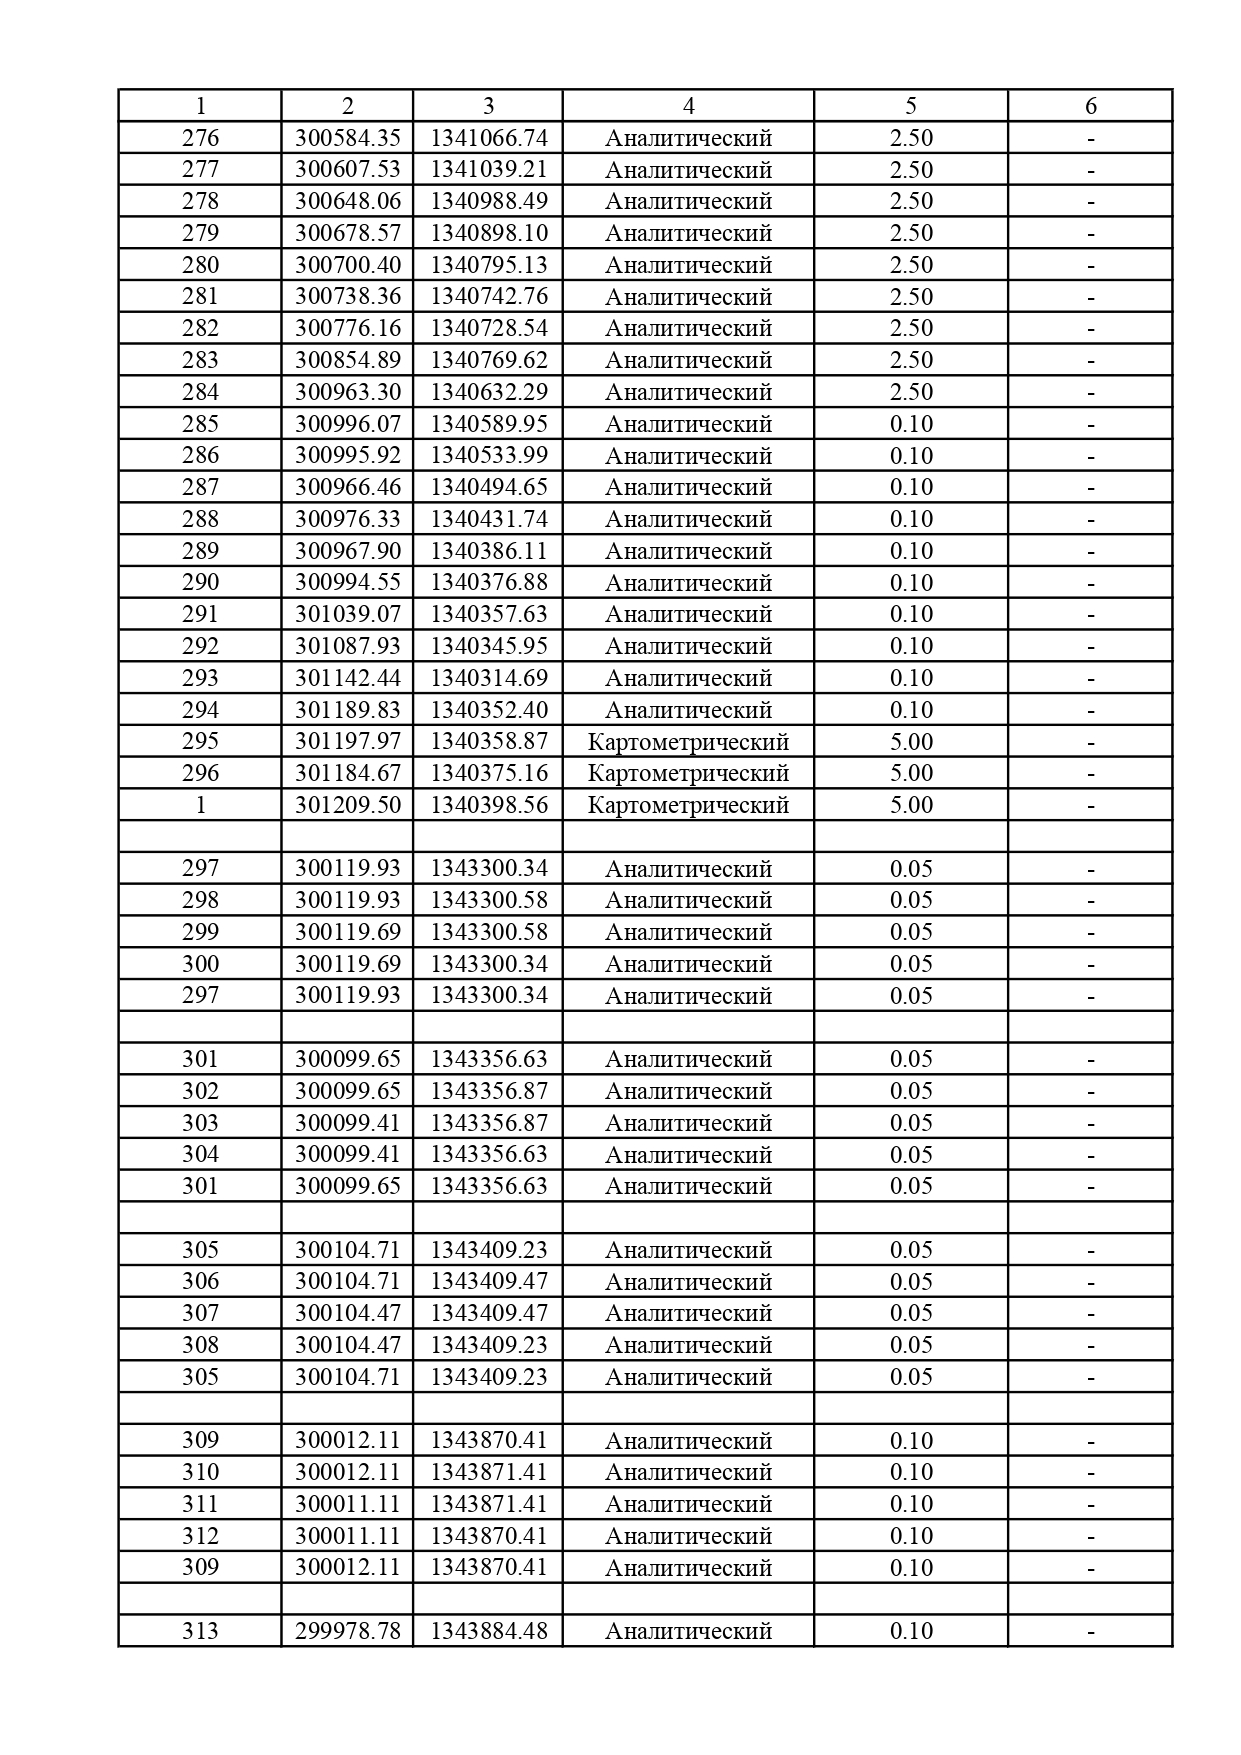 1 2 3 4 5 6
276 300584.35 1341066.74 Аналитический 2.50 -
277 300607.53 1341039.21 Аналитический 2.50 -
278 300648.06 1340988.49 Аналитический 2.50 -
279 300678.57 1340898.10 Аналитический 2.50 -
280 300700.40 1340795.13 Аналитический 2.50 -
281 300738.36 1340742.76 Аналитический 2.50 -
282 300776.16 1340728.54 Аналитический 2.50 -
283 300854.89 1340769.62 Аналитический 2.50 -
284 300963.30 1340632.29 Аналитический 2.50 -
285 300996.07 1340589.95 Аналитический 0.10 -
286 300995.92 1340533.99 Аналитический 0.10 -
287 300966.46 1340494.65 Аналитический 0.10 -
288 300976.33 1340431.74 Аналитический 0.10 -
289 300967.90 1340386.11 Аналитический 0.10 -
290 300994.55 1340376.88 Аналитический 0.10 -
291 301039.07 1340357.63 Аналитический 0.10 -
292 301087.93 1340345.95 Аналитический 0.10 -
293 301142.44 1340314.69 Аналитический 0.10 -
294 301189.83 1340352.40 Аналитический 0.10 -
295 301197.97 1340358.87 Картометрический 5.00 -
296 301184.67 1340375.16 Картометрический 5.00 -
1 301209.50 1340398.56 Картометрический 5.00 -
297 300119.93 1343300.34 Аналитический 0.05 -
298 300119.93 1343300.58 Аналитический 0.05 -
299 300119.69 1343300.58 Аналитический 0.05 -
300 300119.69 1343300.34 Аналитический 0.05 -
297 300119.93 1343300.34 Аналитический 0.05 -
301 300099.65 1343356.63 Аналитический 0.05 -
302 300099.65 1343356.87 Аналитический 0.05 -
303 300099.41 1343356.87 Аналитический 0.05 -
304 300099.41 1343356.63 Аналитический 0.05 -
301 300099.65 1343356.63 Аналитический 0.05 -
305 300104.71 1343409.23 Аналитический 0.05 -
306 300104.71 1343409.47 Аналитический 0.05 -
307 300104.47 1343409.47 Аналитический 0.05 -
308 300104.47 1343409.23 Аналитический 0.05 -
305 300104.71 1343409.23 Аналитический 0.05 -
309 300012.11 1343870.41 Аналитический 0.10 -
310 300012.11 1343871.41 Аналитический 0.10 -
311 300011.11 1343871.41 Аналитический 0.10 -
312 300011.11 1343870.41 Аналитический 0.10 -
309 300012.11 1343870.41 Аналитический 0.10 -
313 299978.78 1343884.48 Аналитический 0.10 -